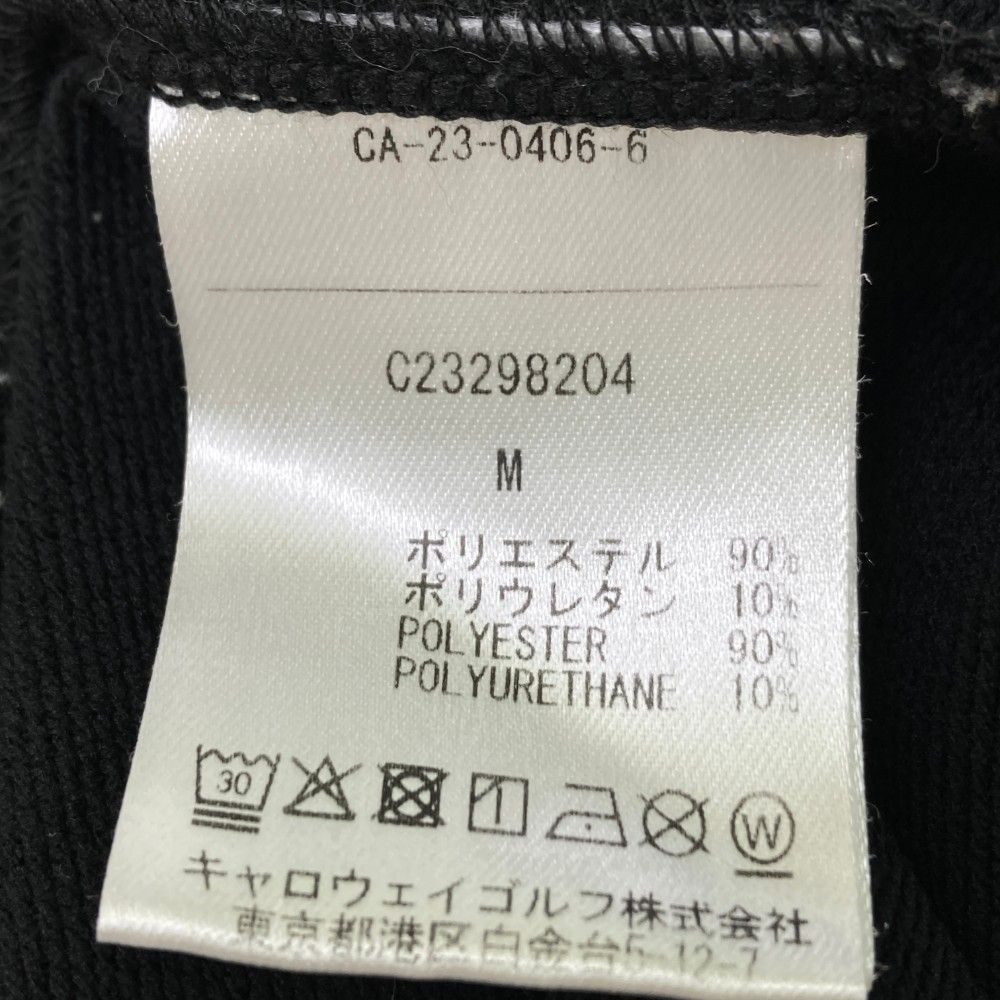 CA-23-0406-6
C23298204
M
ポリエステル 90%
ポリウレタン 10%
POLYESTER 90%
POLYURETHANE 10%
30 W
キャロウェイゴルフ株式会社
東京都港区白金台5-12-7